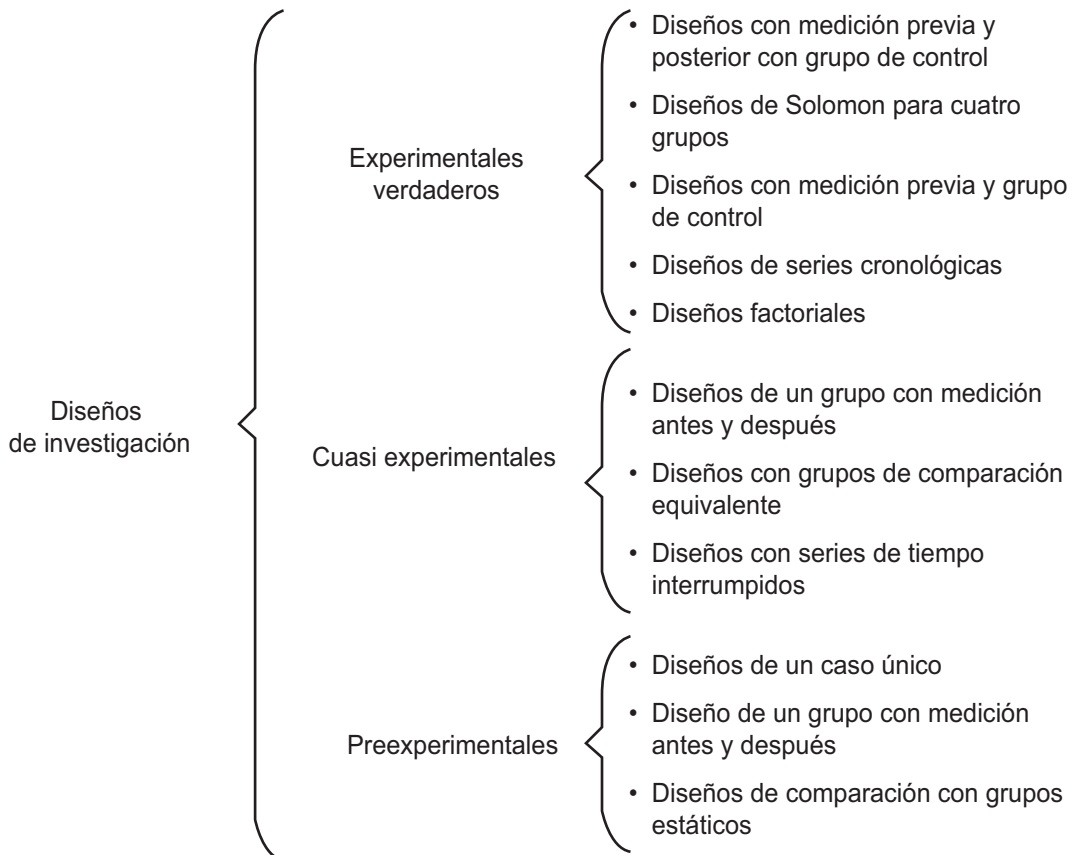 Diseños
de investigación
Experimentales
verdaderos
• Diseños con medición previa y
posterior con grupo de control
• Diseños de Solomon para cuatro
grupos
• Diseños con medición previa y grupo
de control
• Diseños de series cronológicas
• Diseños factoriales
Cuasi experimentales
• Diseños de un grupo con medición
antes y después
• Diseños con grupos de comparación
equivalente
• Diseños con series de tiempo
interrumpidos
Preexperimentales
• Diseños de un caso único
• Diseño de un grupo con medición
antes y después
• Diseños de comparación con grupos
estáticos